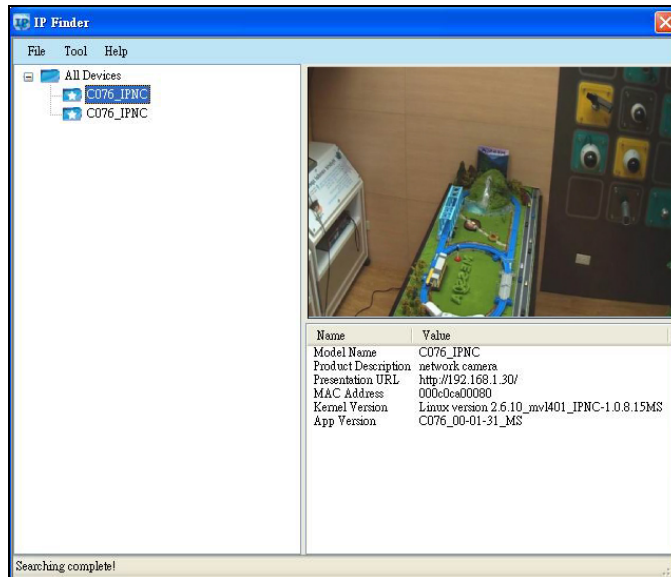 IP IP Finder
File Tool Help
All Devices
C076_IPNC
C076_IPNC
Name Value
Model Name C076_IPNC
Product Description network camera
Presentation URL http://192.168.1.30/
MAC Address 000c0ca00080
Kernel Version Linux version 2.6.10_mvl401_IPNC-1.0.8.15MS
App Version C076_00-01-31_MS
Searching complete!